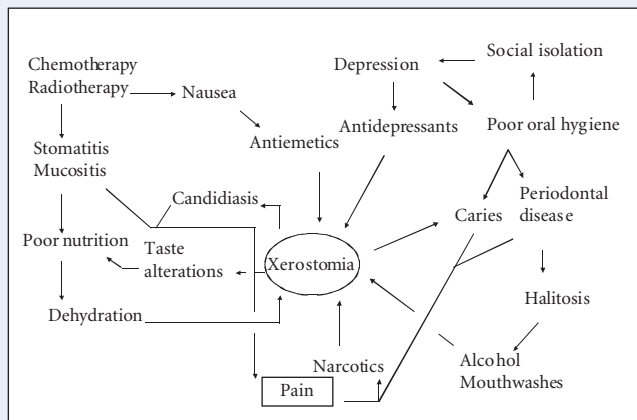 Chemotherapy
Radiotherapy
Nausea
Depression
Social isolation
Antiemetics
Antidepressants
Poor oral hygiene
Stomatitis
Mucositis
Candidiasis
Caries
Periodontal
disease
Poor nutrition
Taste
alterations
Xerostomia
Halitosis
Dehydration
Narcotics
Alcohol
Mouthwashes
Pain